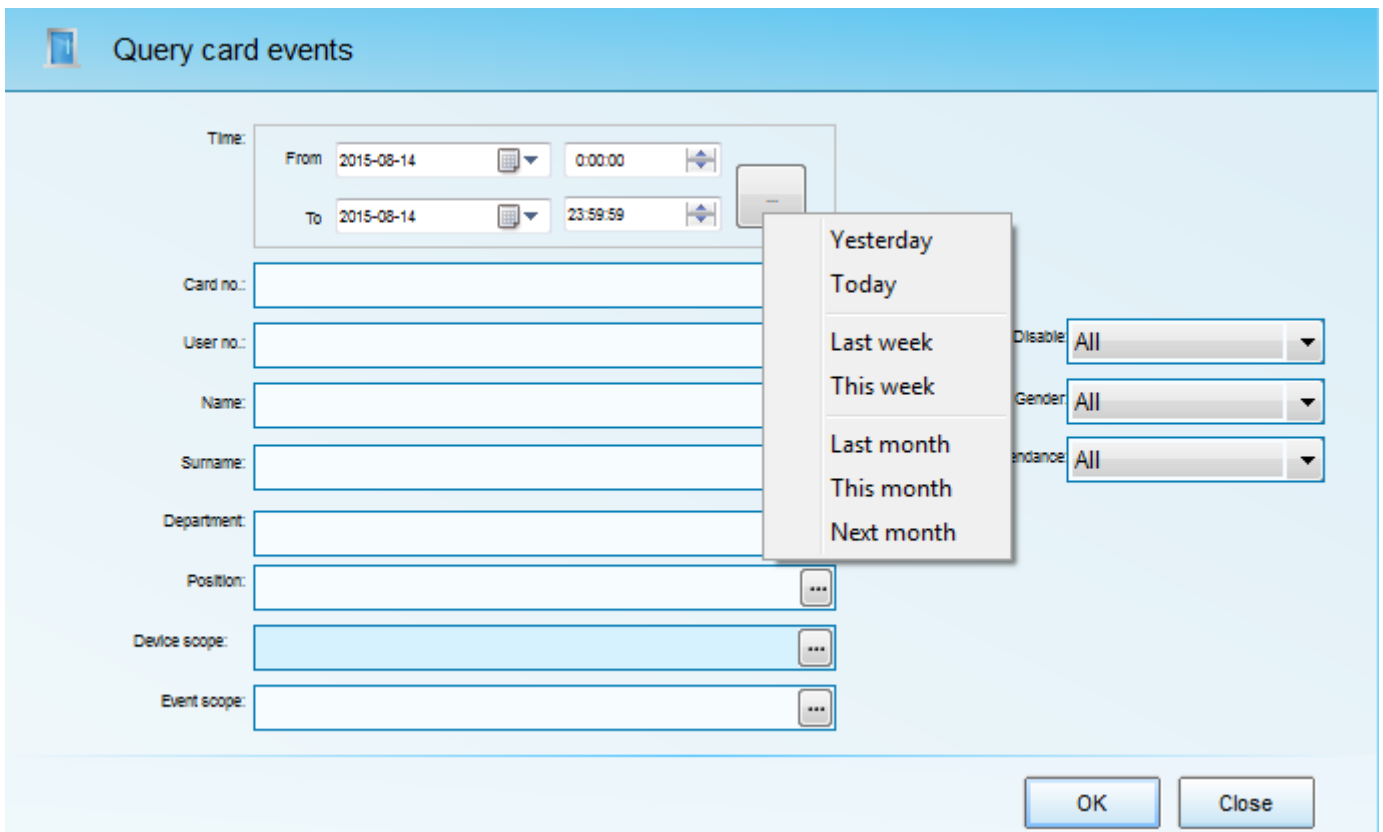 Query card events
Time:
From 2015-08-14 0:00:00
To 2015-08-14 23:59:59
...
Yesterday
Today
Last week
This week
Last month
This month
Next month
Card no.:
User no.:
Name:
Surname:
Department:
Position: ...
Device scope: ...
Event scope: ...
Disable: All
Gender: All
endance: All
OK Close